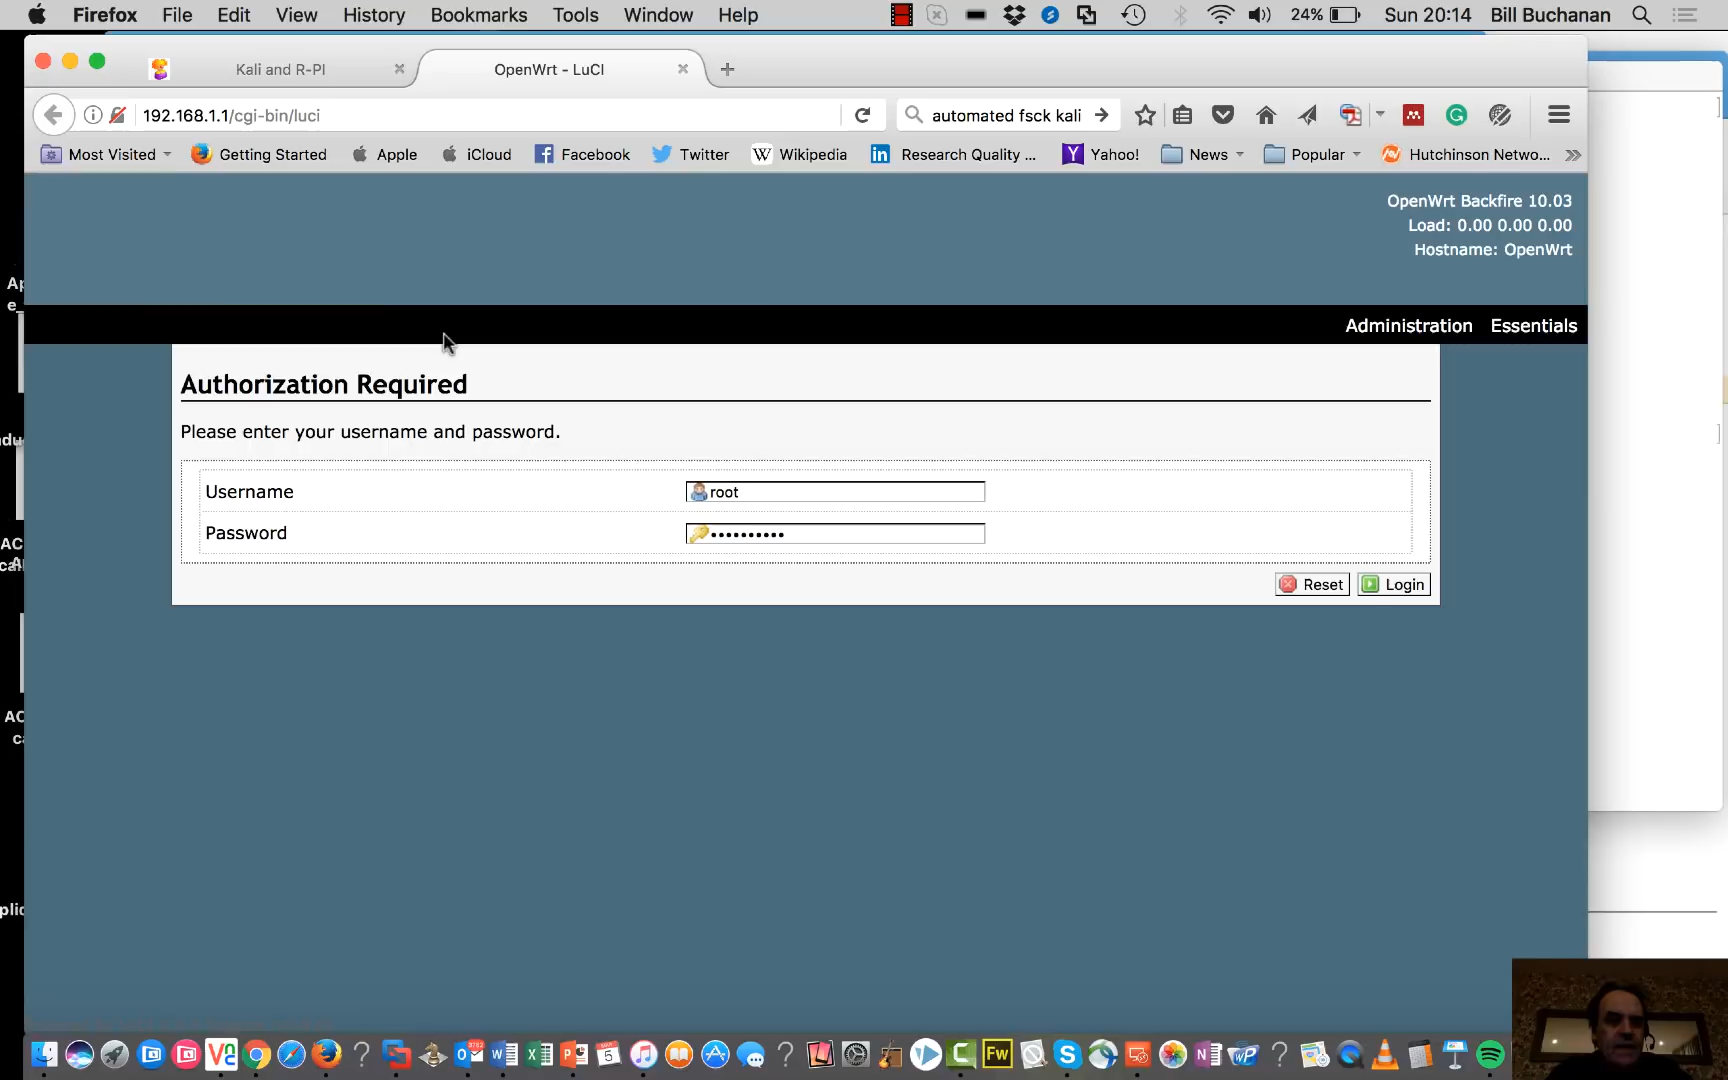 Firefox File Edit View History Bookmarks Tools Window Help 24% Sun 20:14 Bill Buchanan
Kali and R-PI OpenWrt - LuCI
192.168.1.1/cgi-bin/luci automated fsck kali
Most Visited Getting Started Apple iCloud Facebook Twitter Wikipedia Research Quality ... Yahoo! News Popular Hutchinson Netwo...
OpenWrt Backfire 10.03
Load: 0.00 0.00 0.00
Hostname: OpenWrt
Administration Essentials
Authorization Required
Please enter your username and password.
Username root
Password ••••••••••
Reset Login